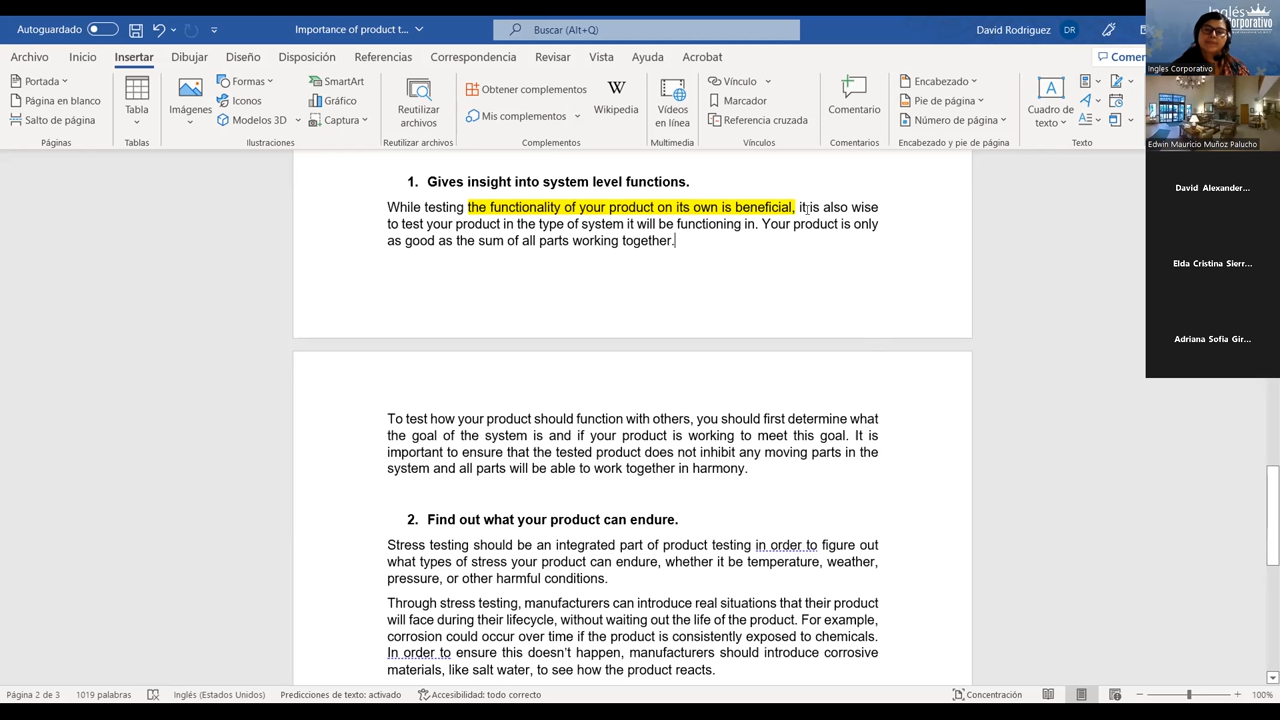 Autoguardado
Importance of product t...
Buscar (Alt+Q)
David Rodriguez DR
Archivo Inicio Insertar Dibujar Diseño Disposición Referencias Correspondencia Revisar Vista Ayuda Acrobat Comen
Portada
Página en blanco
Salto de página
Páginas
Tabla
Tablas
Imágenes
Formas
Iconos
Modelos 3D
SmartArt
Gráfico
Captura
Ilustraciones
Reutilizar
archivos
Reutilizar archivos
Obtener complementos
Mis complementos
Complementos
W
Wikipedia
Vídeos
en línea
Multimedia
Vínculo
Marcador
Referencia cruzada
Vínculos
Comentario
Comentarios
Encabezado
Pie de página
Número de página
Encabezado y pie de página
Cuadro de
texto
Texto
Inglés
Corporativo
Ingles Corporativo
Edwin Mauricio Muñoz Palucho
David Alexander...
Elda Cristina Sierr...
Adriana Sofia Gir...
1. Gives insight into system level functions.
While testing the functionality of your product on its own is beneficial, it is also wise
to test your product in the type of system it will be functioning in. Your product is only
as good as the sum of all parts working together.
To test how your product should function with others, you should first determine what
the goal of the system is and if your product is working to meet this goal. It is
important to ensure that the tested product does not inhibit any moving parts in the
system and all parts will be able to work together in harmony.
2. Find out what your product can endure.
Stress testing should be an integrated part of product testing in order to figure out
what types of stress your product can endure, whether it be temperature, weather,
pressure, or other harmful conditions.
Through stress testing, manufacturers can introduce real situations that their product
will face during their lifecycle, without waiting out the life of the product. For example,
corrosion could occur over time if the product is consistently exposed to chemicals.
In order to ensure this doesn't happen, manufacturers should introduce corrosive
materials, like salt water, to see how the product reacts.
Página 2 de 3 1019 palabras Inglés (Estados Unidos) Predicciones de texto: activado Accesibilidad: todo correcto Concentración 100%